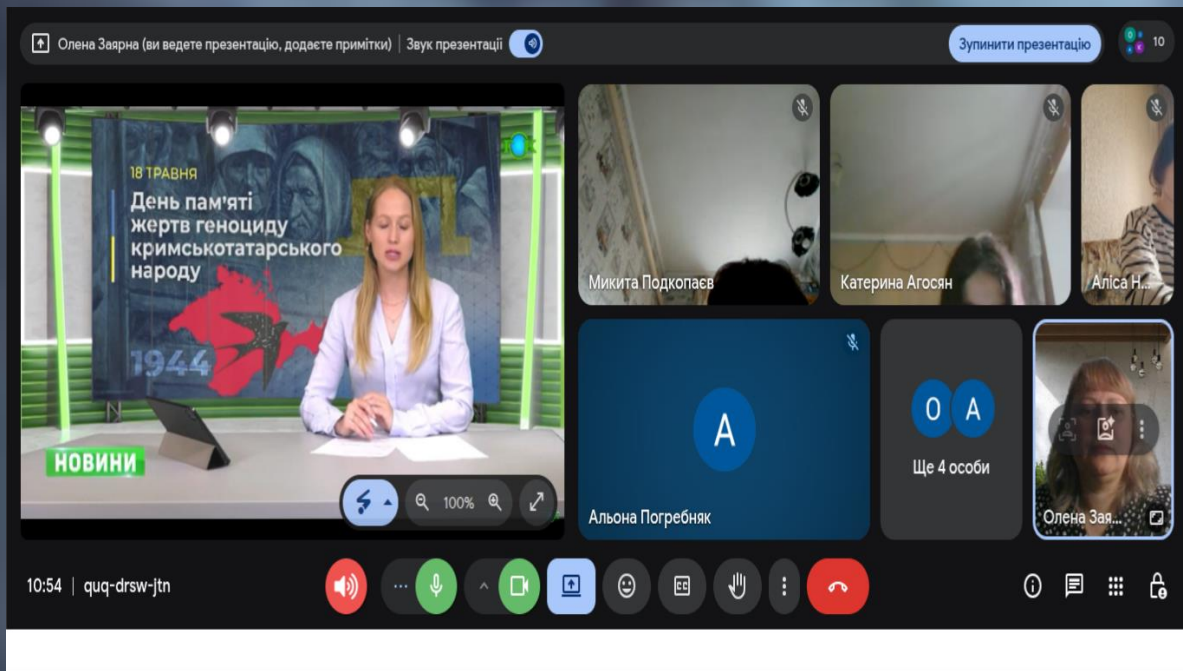 Олена Заярна (ви ведете презентацію, додаєте примітки) | Звук презентації
Зупинити презентацію
10
18 ТРАВНЯ
День пам'яті
жертв геноциду
кримськотатарського
народу
1944
НОВИНИ
100%
Микита Подкопаєв
Катерина Агосян
Аліса Н...
А
Альона Погребняк
О А
Ще 4 особи
Олена Зая...
10:54 | quq-drsw-jtn